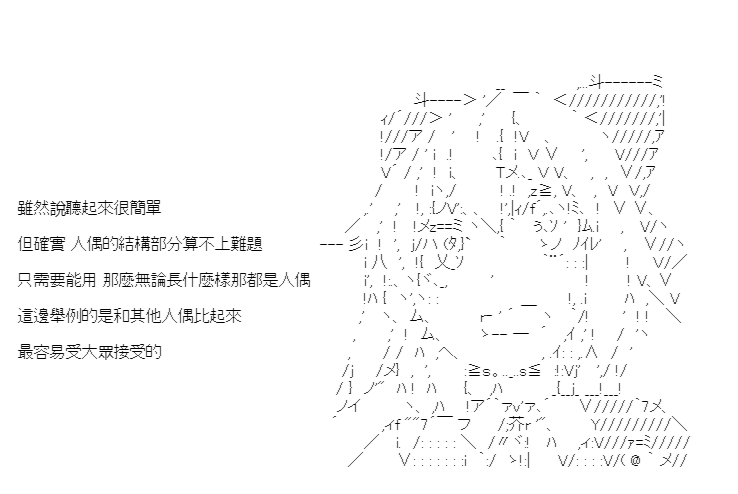 雖然說聽起來很簡單
但確實 人偶的結構部分算不上難題
只需要能用 那麼無論長什麼樣那都是人偶
這邊舉例的是和其他人偶比起來
最容易受大眾接受的